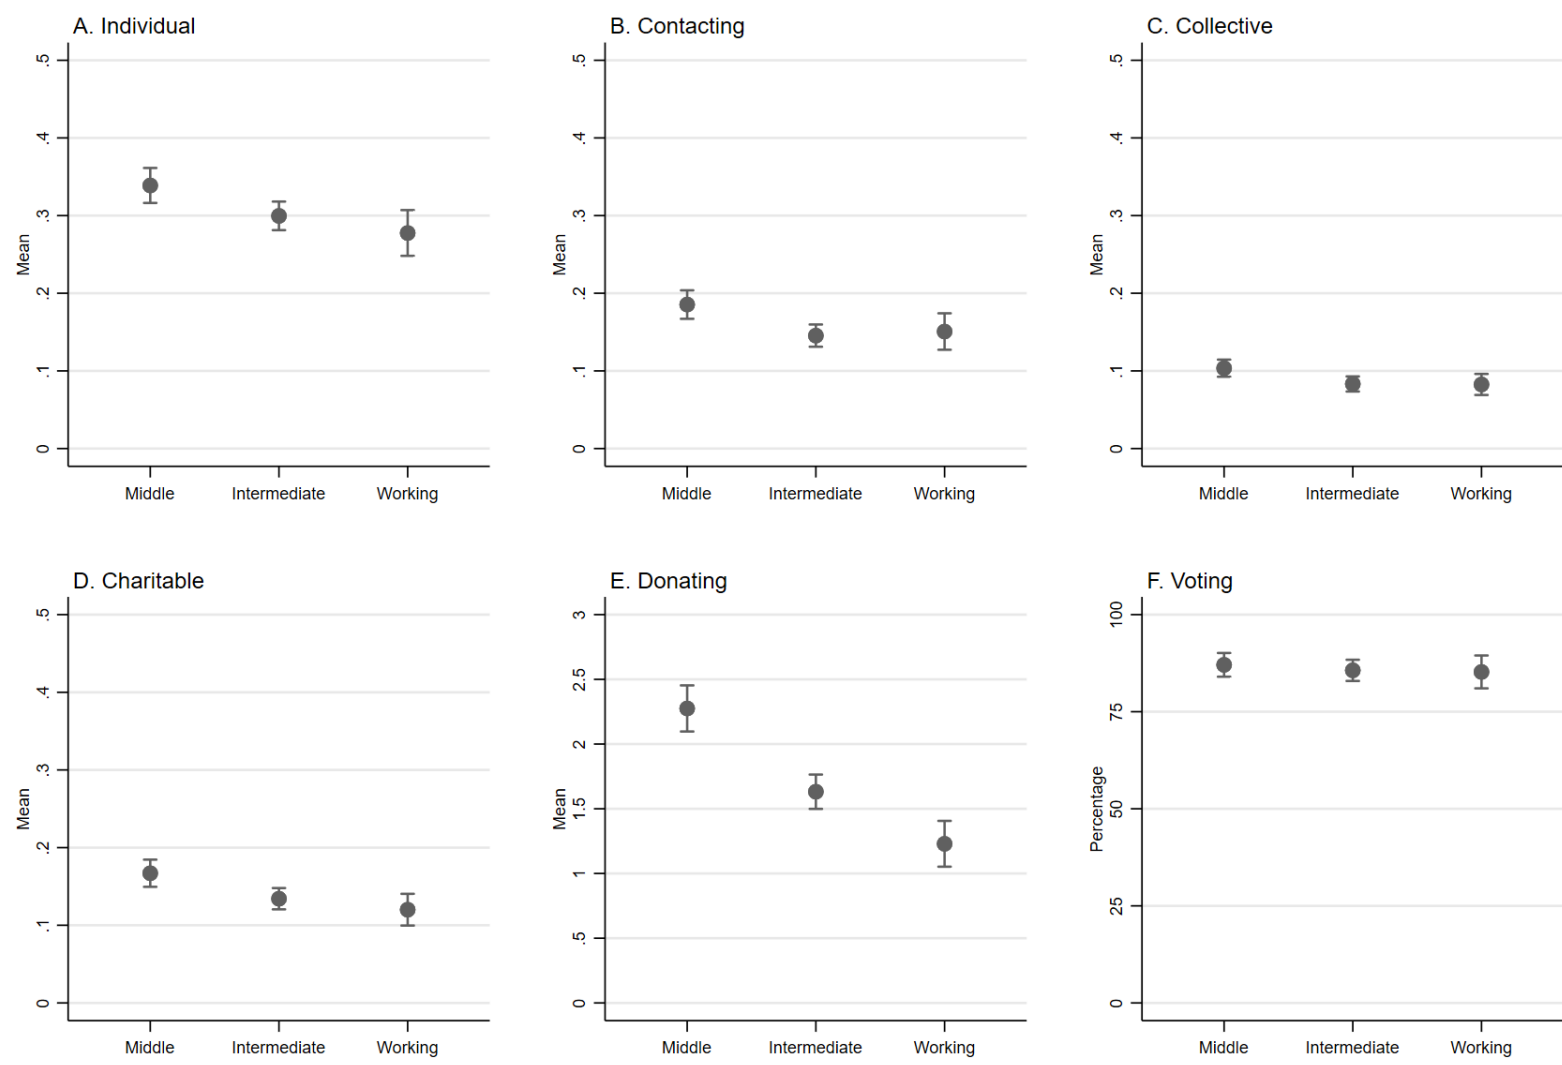 A. Individual
.5
.4
.3
.2
.1
0
Mean
Middle Intermediate Working
B. Contacting
.5
.4
.3
.2
.1
0
Mean
Middle Intermediate Working
C. Collective
.5
.4
.3
.2
.1
0
Mean
Middle Intermediate Working
D. Charitable
.5
.4
.3
.2
.1
0
Mean
Middle Intermediate Working
E. Donating
3
2.5
2
1.5
1
.5
0
Mean
Middle Intermediate Working
F. Voting
100
75
50
25
0
Percentage
Middle Intermediate Working